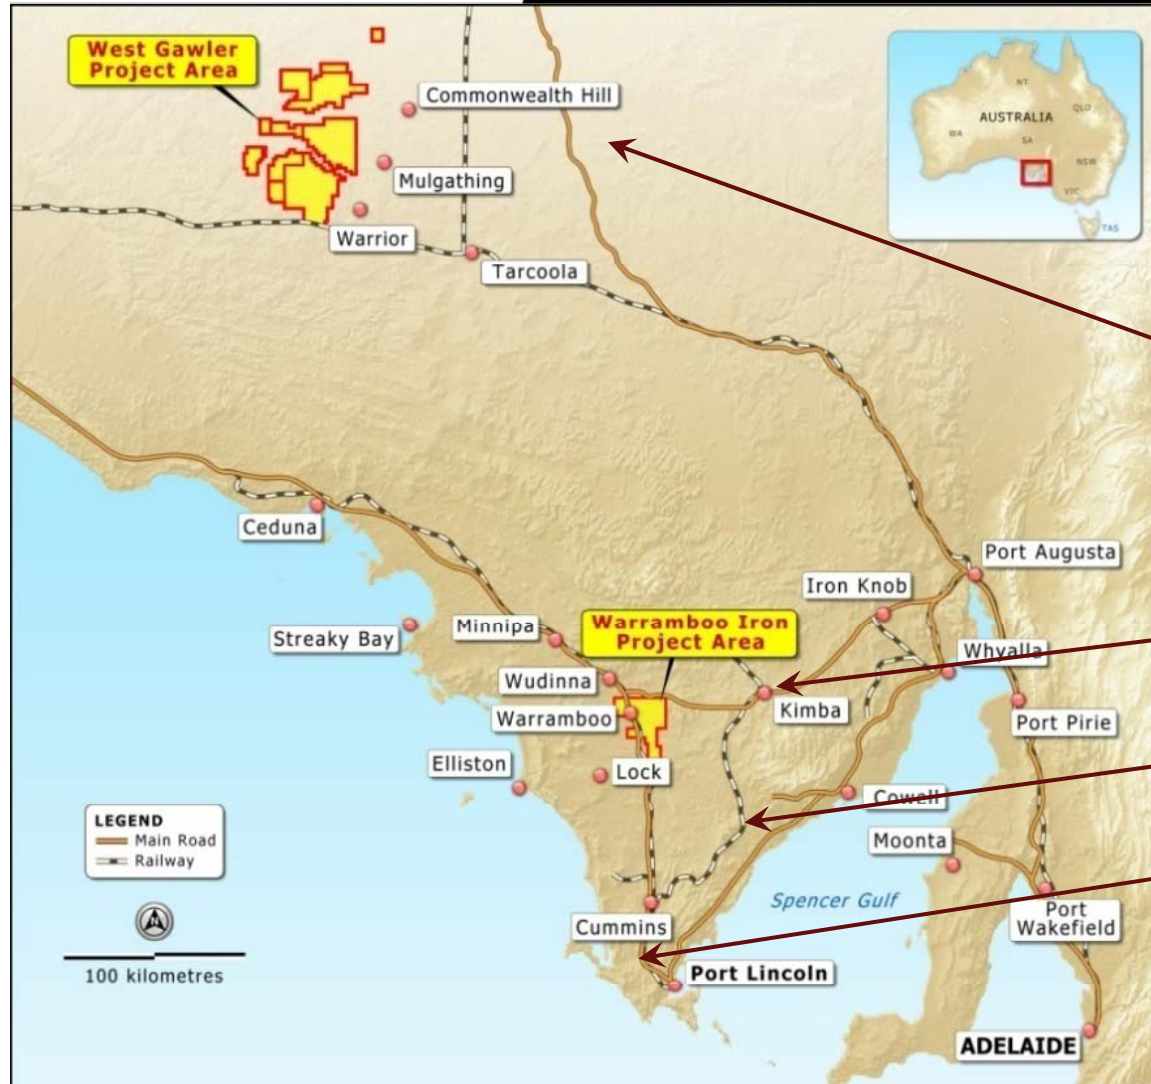 West Gawler
Project Area
Commonwealth Hill
Mulgathing
Warrior
Tarcoola
NT
QLD
AUSTRALIA
WA
SA
NSW
VIC
TAS
Ceduna
Port Augusta
Iron Knob
Streaky Bay
Minnipa
Warramboo Iron
Project Area
Whyalla
Wudinna
Kimba
Warramboo
Port Pirie
Elliston
Lock
Cowell
LEGEND
Main Road
Railway
Moonta
Spencer Gulf
N
Cummins
Port
Wakefield
100 kilometres
Port Lincoln
ADELAIDE